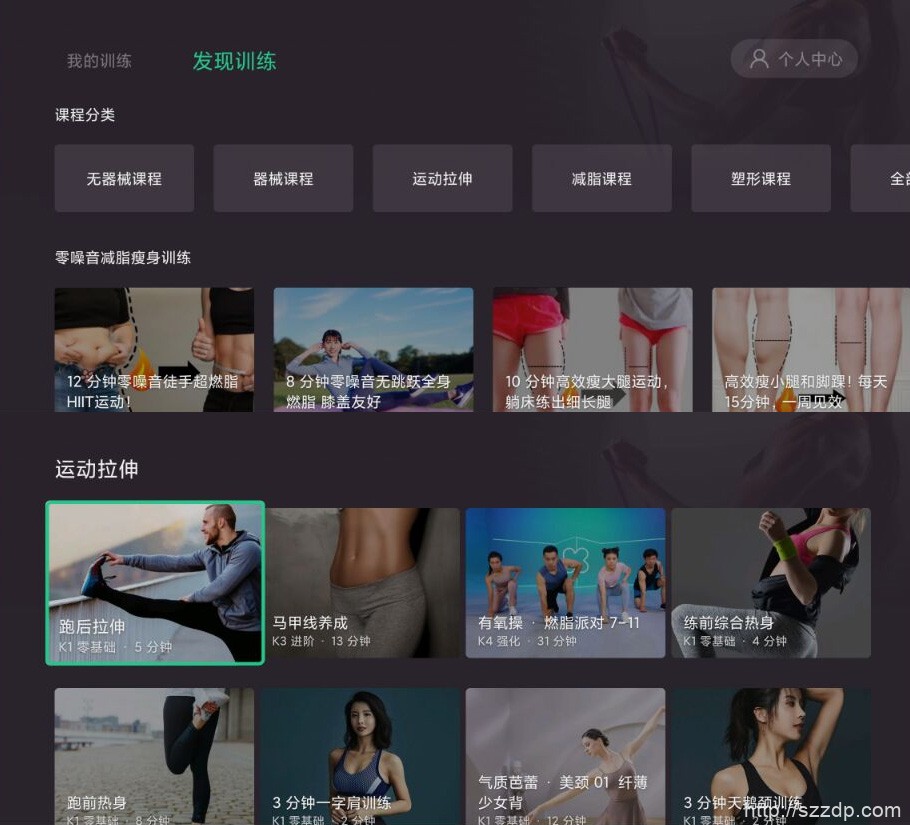 我的训练
发现训练
个人中心
课程分类
无器械课程
器械课程
运动拉伸
减脂课程
塑形课程
全部
零噪音减脂瘦身训练
12 分钟零噪音徒手超燃脂
HIIT运动!
8 分钟零噪音无跳跃全身
燃脂 膝盖友好
10 分钟高效瘦大腿运动，
躺床练出细长腿
高效瘦小腿和脚踝! 每天
15分钟，一周见效
运动拉伸
跑后拉伸
K1 零基础 · 5 分钟
马甲线养成
K3 进阶 · 13 分钟
有氧操 · 燃脂派对 7-11
K4 强化 · 31 分钟
练前综合热身
K1 零基础 · 4 分钟
跑前热身
K1 零基础 · 8 分钟
3 分钟一字肩训练
K1 零基础 · 2 分钟
气质芭蕾 · 美颈 01 纤薄
少女背
K1 零基础 · 12 分钟
3 分钟天鹅颈训练
K1 零基础 · 2 分钟
http://szzdp.com